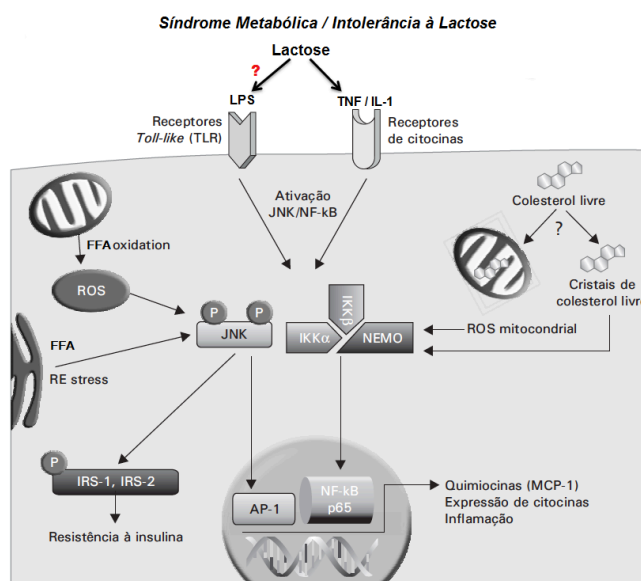 Síndrome Metabólica / Intolerância à Lactose
Lactose
?
LPS
TNF / IL-1
Receptores
Toll-like (TLR)
Receptores
de citocinas
Ativação
JNK/NF-kB
Colesterol livre
?
FFA oxidation
ROS
Cristais de
colesterol livre
P
P
JNK
IKKβ
IKKα
NEMO
ROS mitocondrial
FFA
RE stress
P
IRS-1, IRS-2
Resistência à insulina
AP-1
NF-kB
p65
Quimiocinas (MCP-1)
Expressão de citocinas
Inflamação